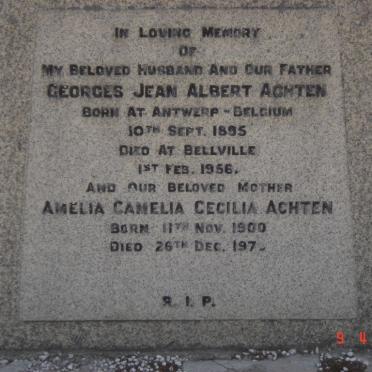 IN LOVING MEMORY
OF
MY BELOVED HUSBAND AND OUR FATHER
GEORGES JEAN ALBERT ACHTEN
BORN AT ANTWERP - BELGIUM
10TH SEPT. 1895
DIED AT BELLVILLE
1ST FEB. 1956.
AND OUR BELOVED MOTHER
AMELIA CAMELIA CECILIA ACHTEN
BORN 11TH NOV. 1900
DIED 26TH DEC.
R. I. P.
9 4